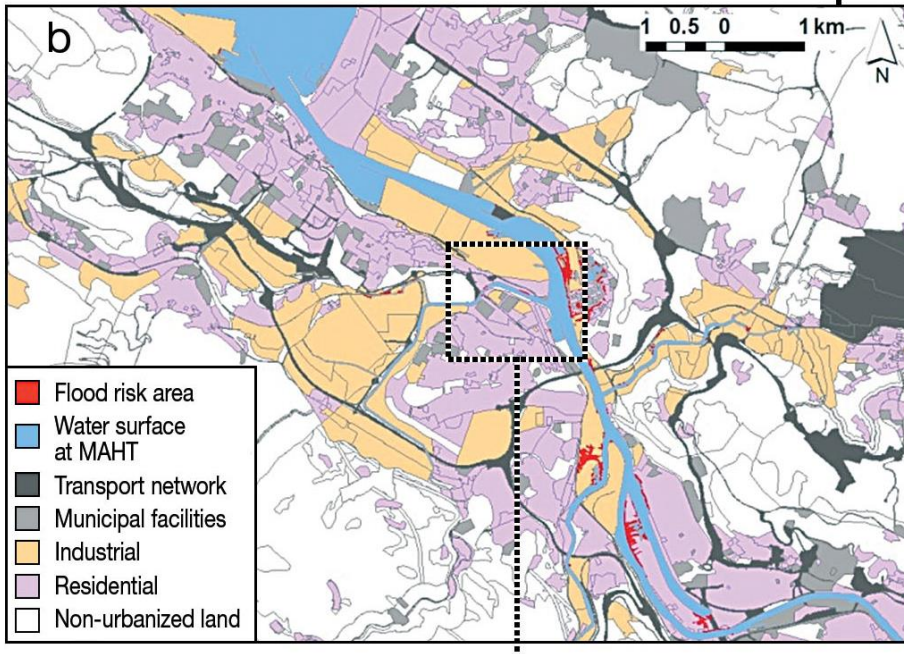 b
1 0.5 0 1 km
N
Flood risk area
Water surface
at MAHT
Transport network
Municipal facilities
Industrial
Residential
Non-urbanized land